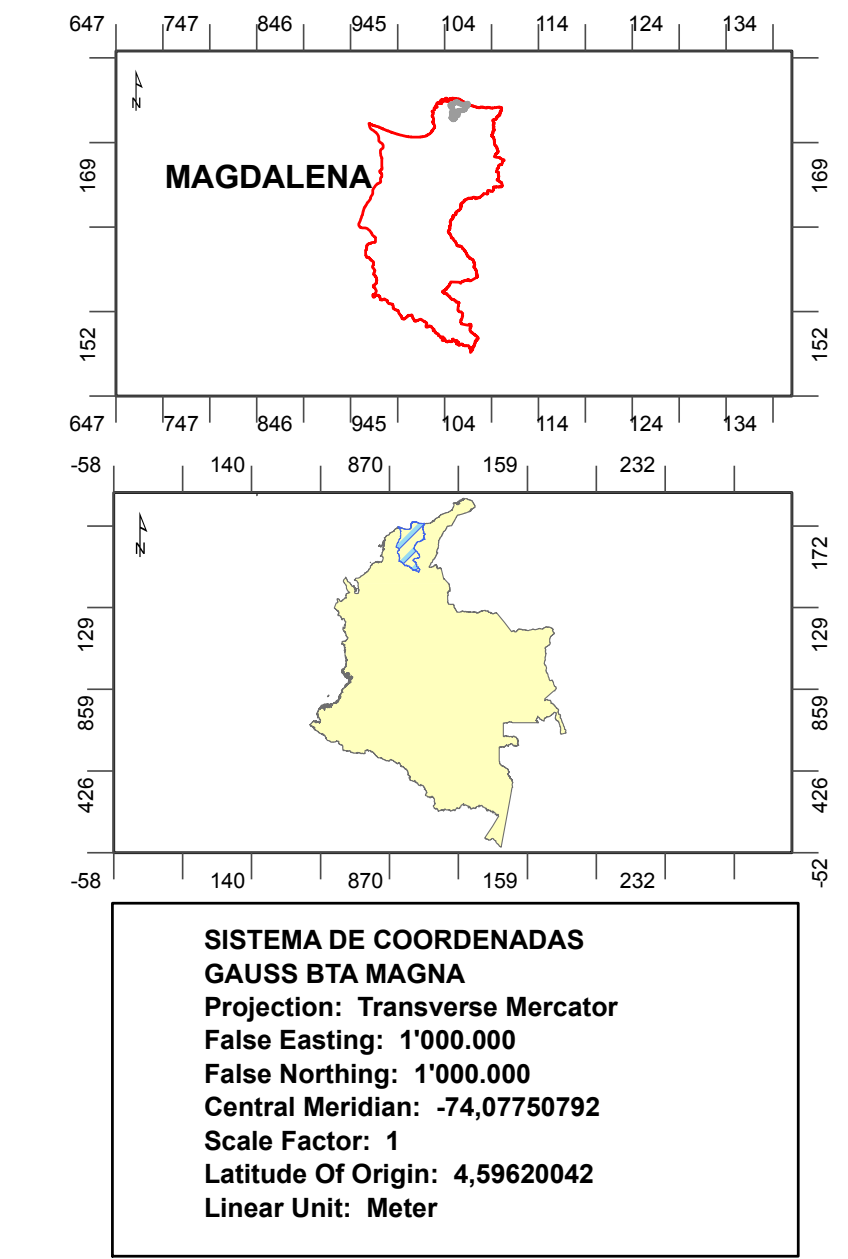 647 747 846 945 104 114 124 134
N
169 169
MAGDALENA
152 152
647 747 846 945 104 114 124 134
-58 140 870 159 232
N
172
129 129
859 859
426 426
-52
-58 140 870 159 232
SISTEMA DE COORDENADAS
GAUSS BTA MAGNA
Projection: Transverse Mercator
False Easting: 1'000.000
False Northing: 1'000.000
Central Meridian: -74,07750792
Scale Factor: 1
Latitude Of Origin: 4,59620042
Linear Unit: Meter